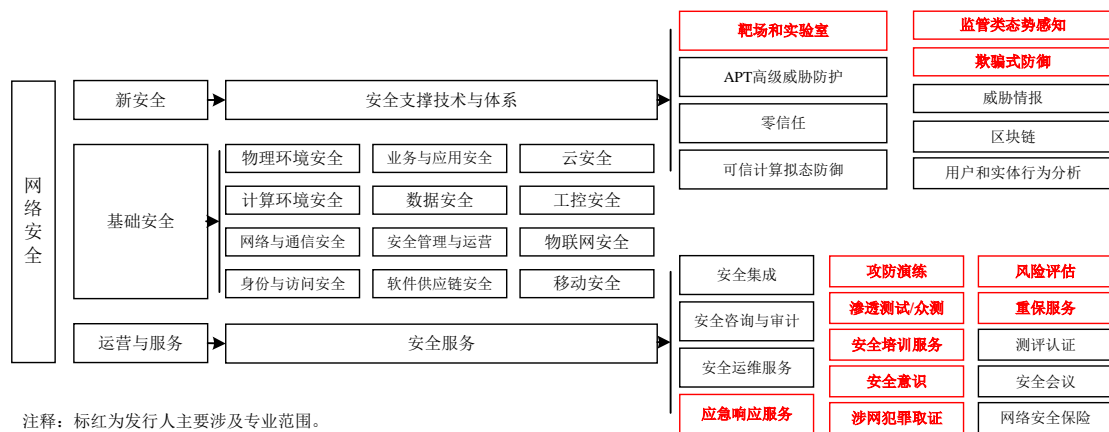 网络安全
新安全
安全支撑技术与体系
靶场和实验室
监管类态势感知
APT高级威胁防护
欺骗式防御
零信任
威胁情报
可信计算拟态防御
区块链
用户和实体行为分析
基础安全
物理环境安全
业务与应用安全
云安全
计算环境安全
数据安全
工控安全
网络与通信安全
安全管理与运营
物联网安全
身份与访问安全
软件供应链安全
移动安全
运营与服务
安全服务
安全集成
攻防演练
风险评估
安全咨询与审计
渗透测试/众测
重保服务
安全运维服务
安全培训服务
测评认证
安全意识
安全会议
应急响应服务
涉网犯罪取证
网络安全保险
注释：标红为发行人主要涉及专业范围。